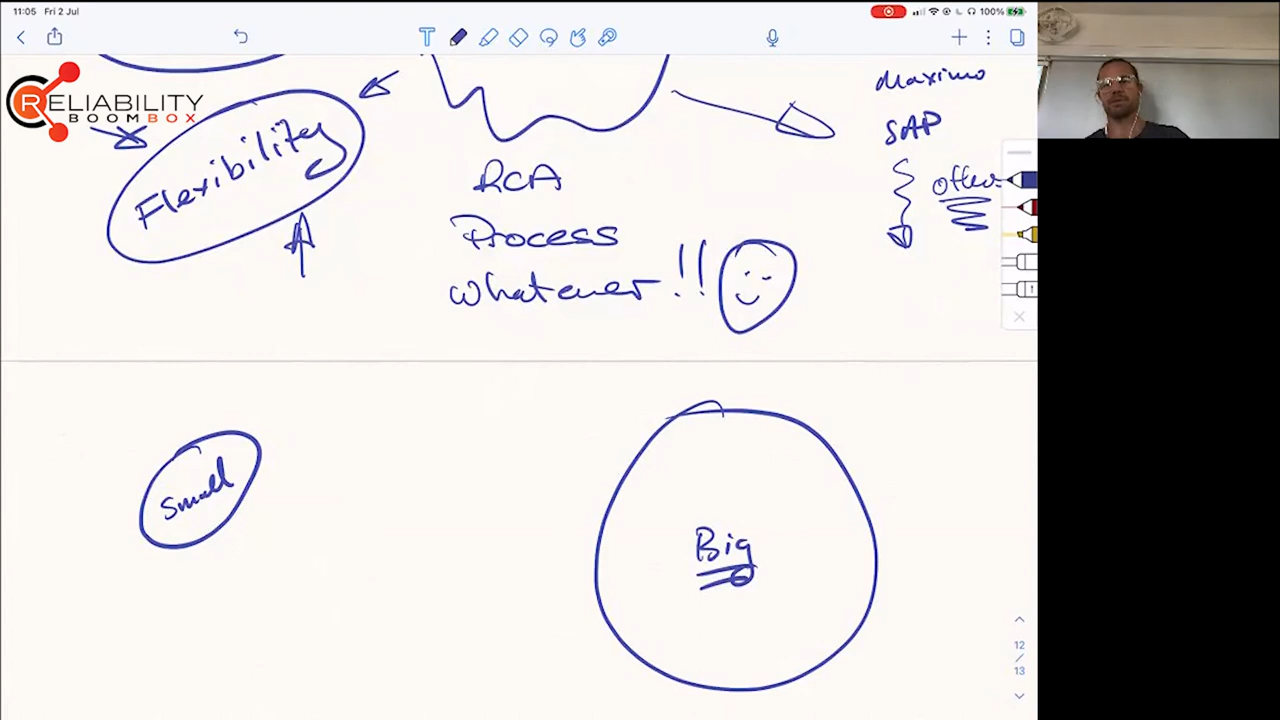 11:05 Fri 2 Jul
100%
RELIABILITY
BOOMBOX
Flexibility
RCA
Process
Whatever!!
Maximo
SAP
Small
Big
12
/
13